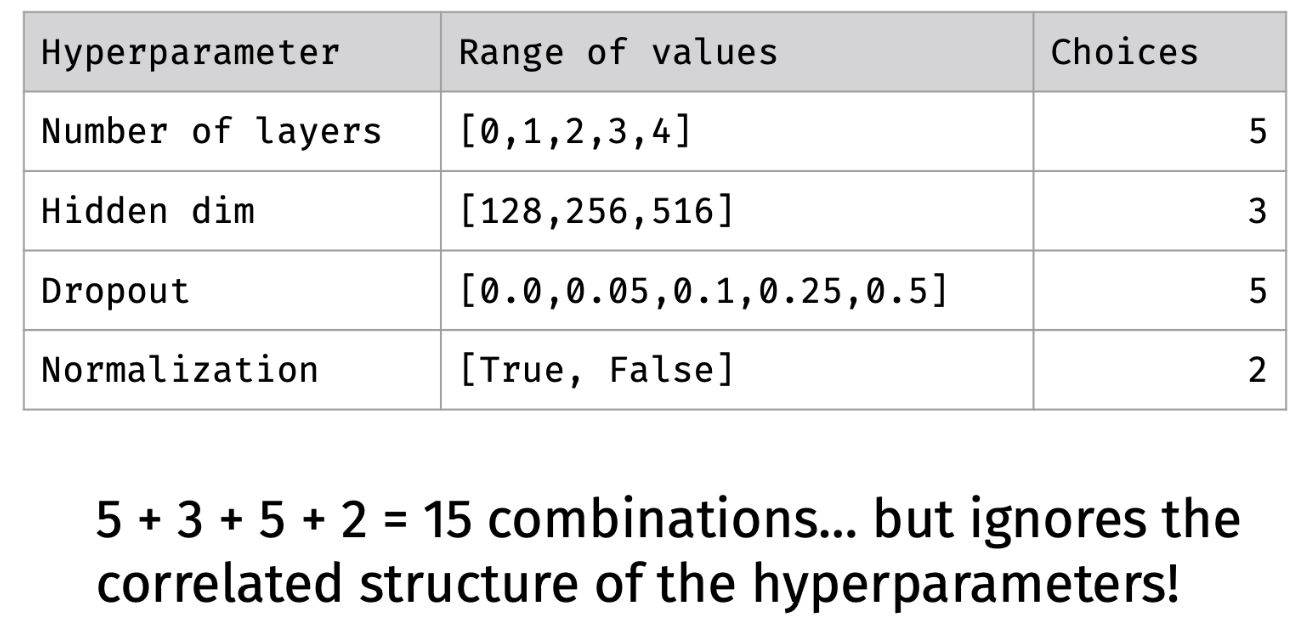 Hyperparameter Range of values Choices
Number of layers [0,1,2,3,4] 5
Hidden dim [128,256,516] 3
Dropout [0.0,0.05,0.1,0.25,0.5] 5
Normalization [True, False] 2
5 + 3 + 5 + 2 = 15 combinations... but ignores the
correlated structure of the hyperparameters!